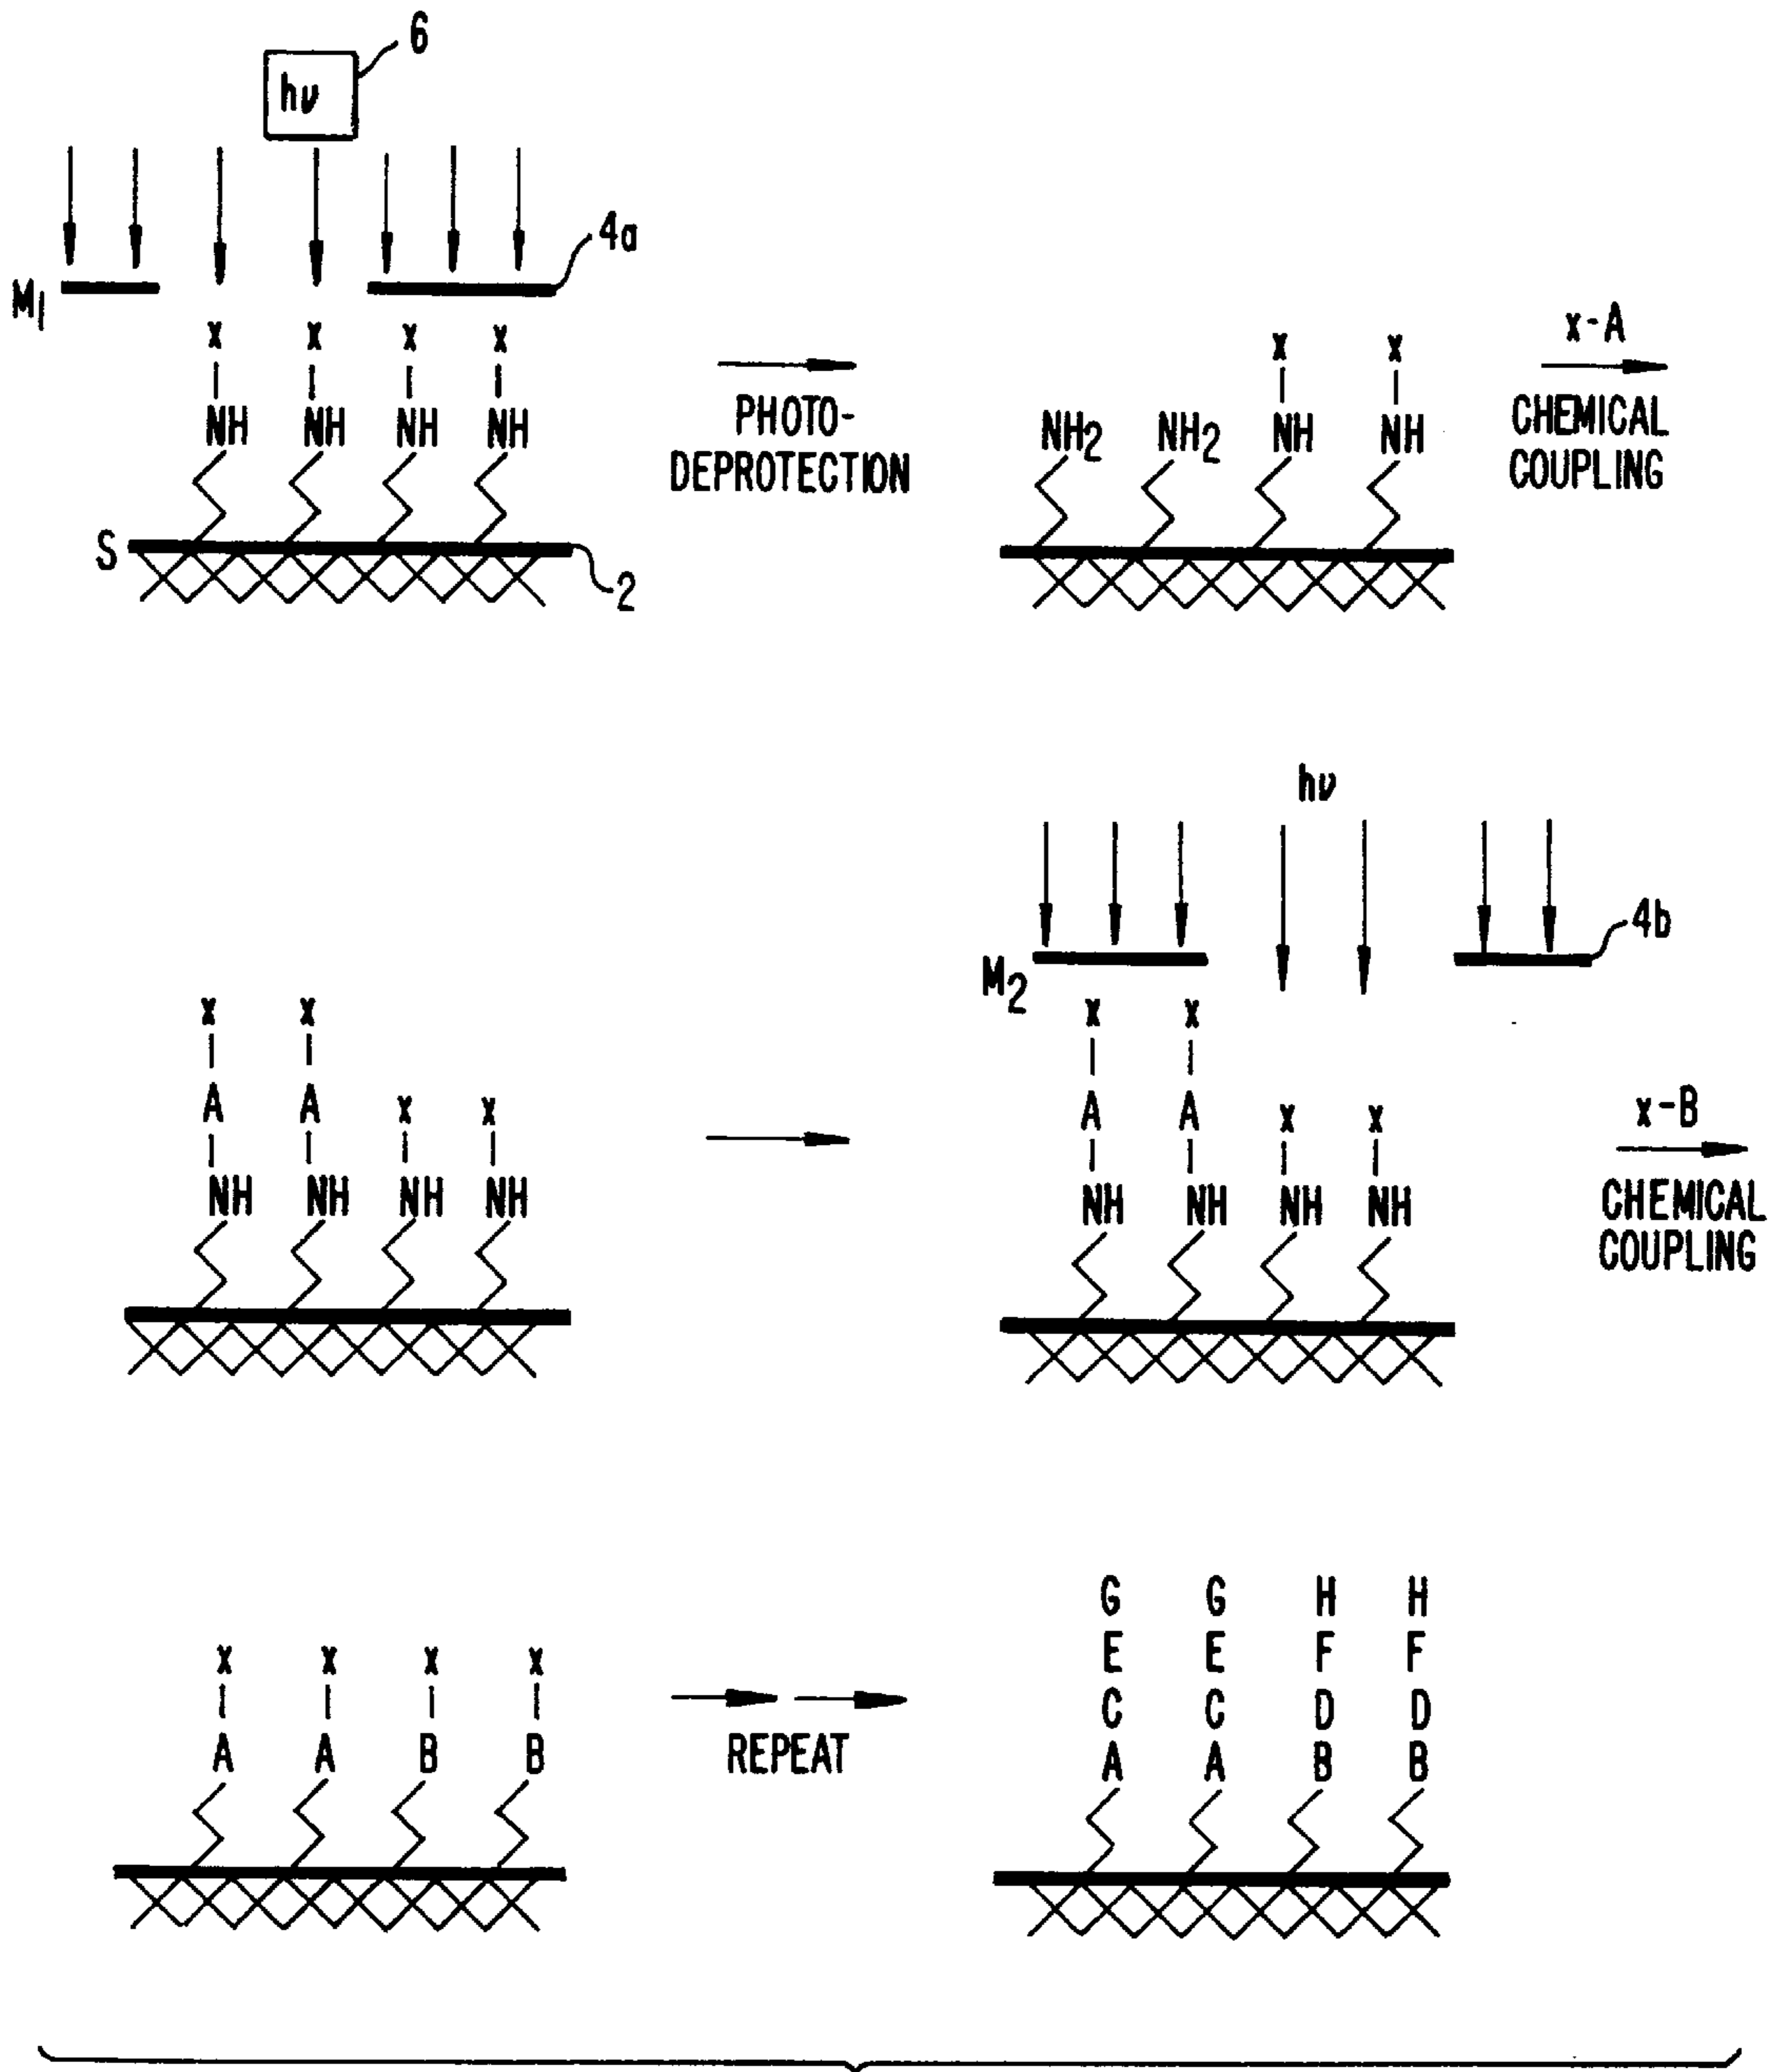 6
hν
4a
M1
x x x x
NH NH NH NH
S
2
PHOTO-
DEPROTECTION
x x
NH2 NH2 NH NH
x-A
CHEMICAL
COUPLING
x x
A A x x
NH NH NH NH
hν
4b
M2
x x
A A x x
NH NH NH NH
x-B
CHEMICAL
COUPLING
x x x x
A A B B
REPEAT
G G H H
E E F F
C C D D
A A B B